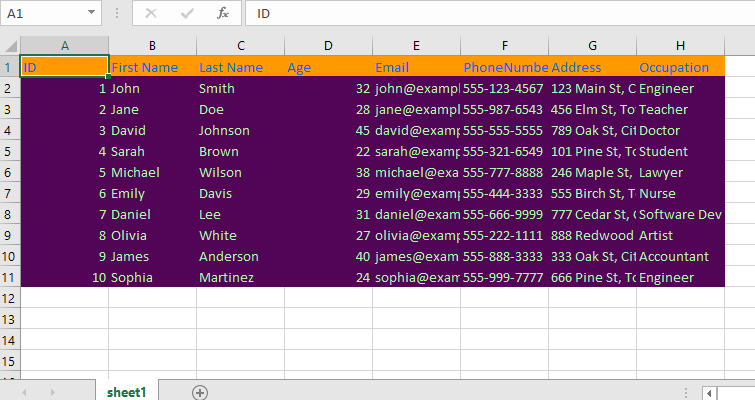 A1 fx ID
A B C D E F G H
1 ID First Name Last Name Age Email PhoneNumbe Address Occupation
2 1 John Smith 32 john@exampl 555-123-4567 123 Main St, C Engineer
3 2 Jane Doe 28 jane@exampl 555-987-6543 456 Elm St, To Teacher
4 3 David Johnson 45 david@examp 555-555-5555 789 Oak St, Cit Doctor
5 4 Sarah Brown 22 sarah@examp 555-321-6549 101 Pine St, To Student
6 5 Michael Wilson 38 michael@exa 555-777-8888 246 Maple St, Lawyer
7 6 Emily Davis 29 emily@examp 555-444-3333 555 Birch St, T Nurse
8 7 Daniel Lee 31 daniel@exam 555-666-9999 777 Cedar St, Software Dev
9 8 Olivia White 27 olivia@examp 555-222-1111 888 Redwood Artist
10 9 James Anderson 40 james@exam 555-888-3333 333 Oak St, Cit Accountant
11 10 Sophia Martinez 24 sophia@exam 555-999-7777 666 Pine St, To Engineer
12
13
14
15
sheet1